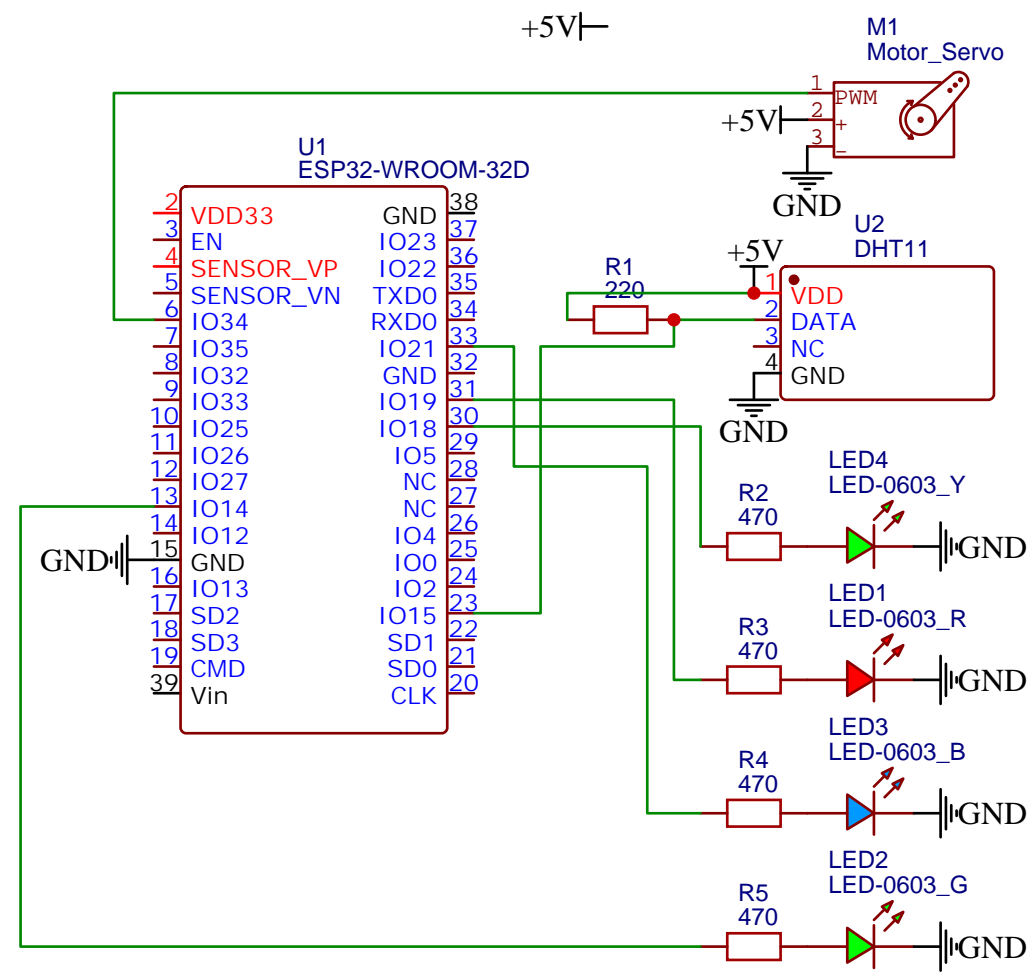 +5V
M1
Motor_Servo
1
PWM
+5V
2
+
3
-
GND
U1
ESP32-WROOM-32D
2
VDD33
GND
38
3
EN
IO23
37
4
SENSOR_VP
IO22
36
5
SENSOR_VN
TXD0
35
6
IO34
RXD0
34
7
IO35
IO21
33
8
IO32
GND
32
9
IO33
IO19
31
10
IO25
IO18
30
11
IO26
IO5
29
12
IO27
NC
28
13
IO14
NC
27
14
IO12
IO4
26
GND
15
GND
IO0
25
16
IO13
IO2
24
17
SD2
IO15
23
18
SD3
SD1
22
19
CMD
SD0
21
39
Vin
CLK
20
U2
DHT11
+5V
R1
220
1
VDD
2
DATA
3
NC
4
GND
GND
LED4
LED-0603_Y
R2
470
GND
LED1
LED-0603_R
R3
470
GND
LED3
LED-0603_B
R4
470
GND
LED2
LED-0603_G
R5
470
GND